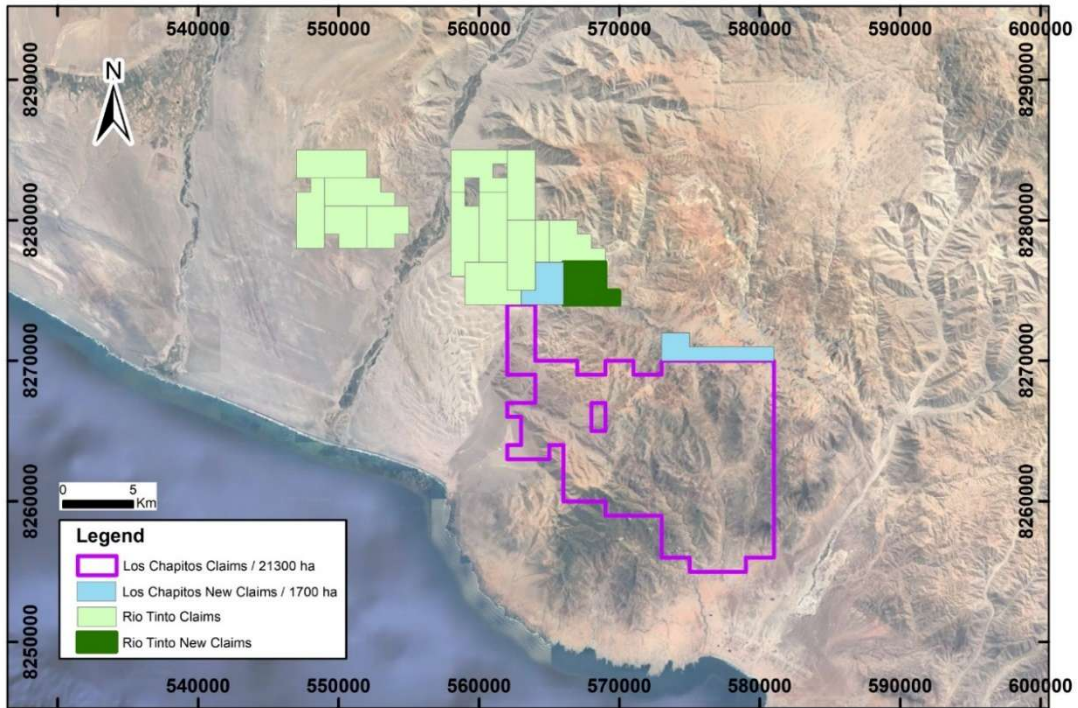 540000 550000 560000 570000 580000 590000 600000
8290000 8290000
N
8280000 8280000
8270000 8270000
8260000 8260000
0 5
Km
Legend
Los Chapitos Claims / 21300 ha
Los Chapitos New Claims / 1700 ha
Rio Tinto Claims
Rio Tinto New Claims
8250000 8250000
540000 550000 560000 570000 580000 590000 600000